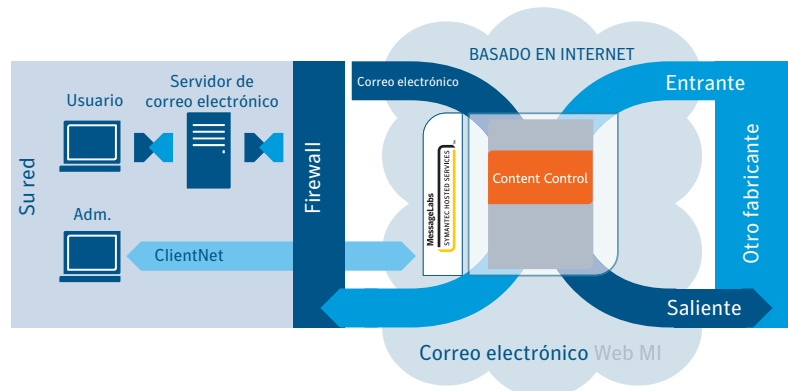 BASADO EN INTERNET
Su red
Usuario
Servidor de
correo electrónico
Adm.
ClientNet
Firewall
Correo electrónico
Entrante
MessageLabs
SYMANTEC HOSTED SERVICES™
Content Control
Otro fabricante
Saliente
Correo electrónico Web MI